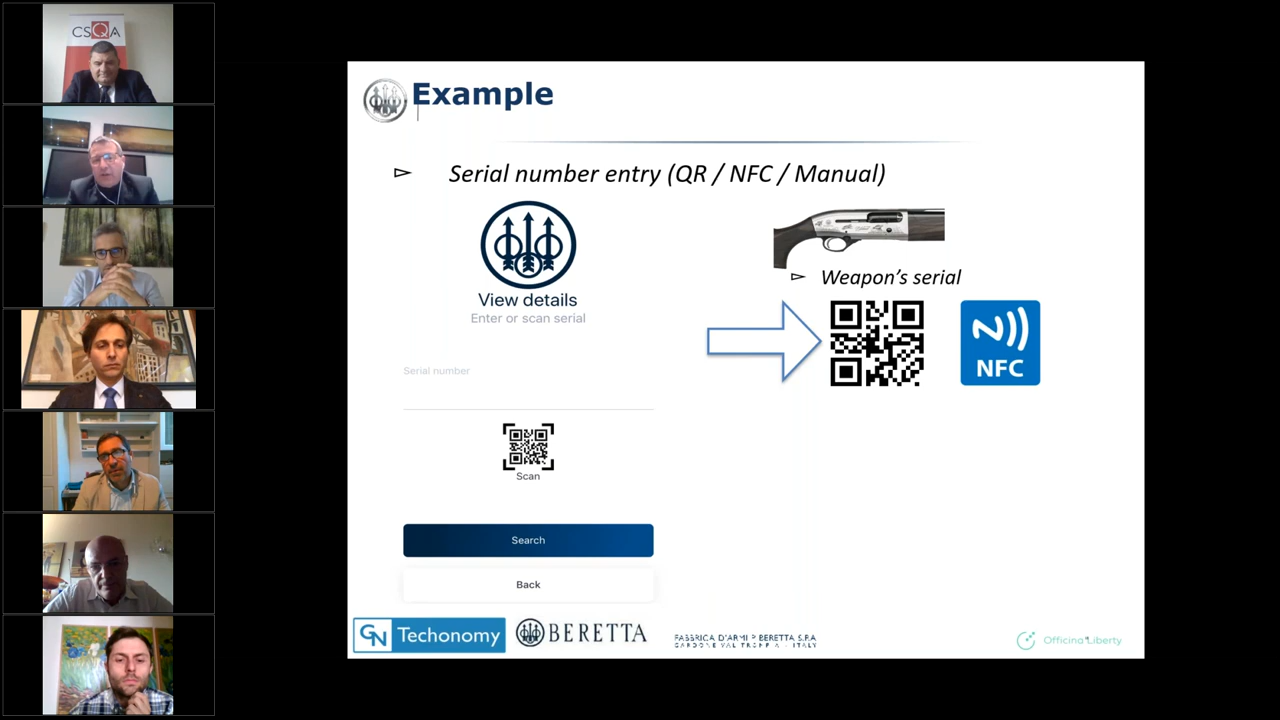 CSQA
Example
Serial number entry (QR / NFC / Manual)
View details
Enter or scan serial
Weapon's serial
NFC
Serial number
Scan
Search
Back
GN Techonomy
BERETTA
FABBRICA D'ARMI P BERETTA S.P.A
GARDONE VAL TROMPIA - ITALY
Officina Liberty